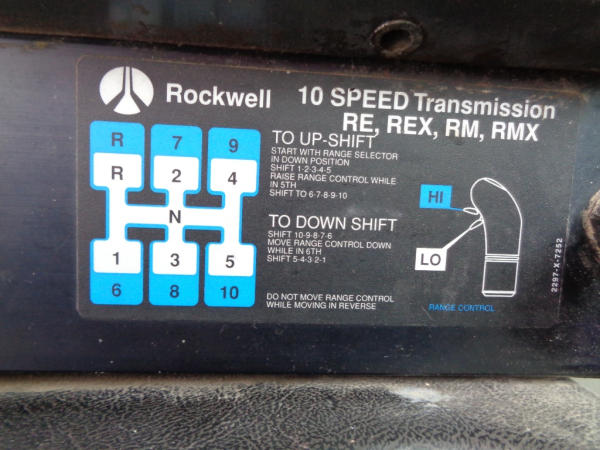 Rockwell 10 SPEED Transmission
RE, REX, RM, RMX
R 7 9
R 2 4
N
1 3 5
6 8 10
TO UP-SHIFT
START WITH RANGE SELECTOR
IN DOWN POSITION
SHIFT 1-2-3-4-5
RAISE RANGE CONTROL WHILE
IN 5TH
SHIFT TO 6-7-8-9-10
TO DOWN SHIFT
SHIFT 10-9-8-7-6
MOVE RANGE CONTROL DOWN
WHILE IN 6TH
SHIFT 5-4-3-2-1
DO NOT MOVE RANGE CONTROL
WHILE MOVING IN REVERSE
HI
LO
RANGE CONTROL
2297-X-7252